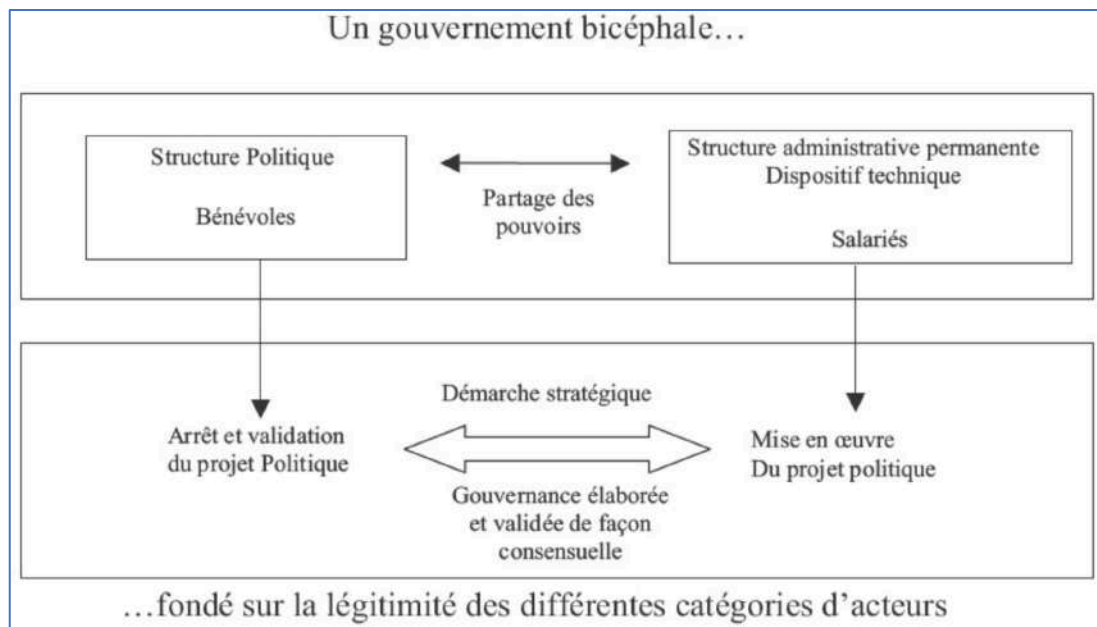 Un gouvernement bicéphale…
Structure Politique
Bénévoles
Partage des
pouvoirs
Structure administrative permanente
Dispositif technique
Salariés
Démarche stratégique
Arrêt et validation
du projet Politique
Mise en œuvre
Du projet politique
Gouvernance élaborée
et validée de façon
consensuelle
…fondé sur la légitimité des différentes catégories d’acteurs